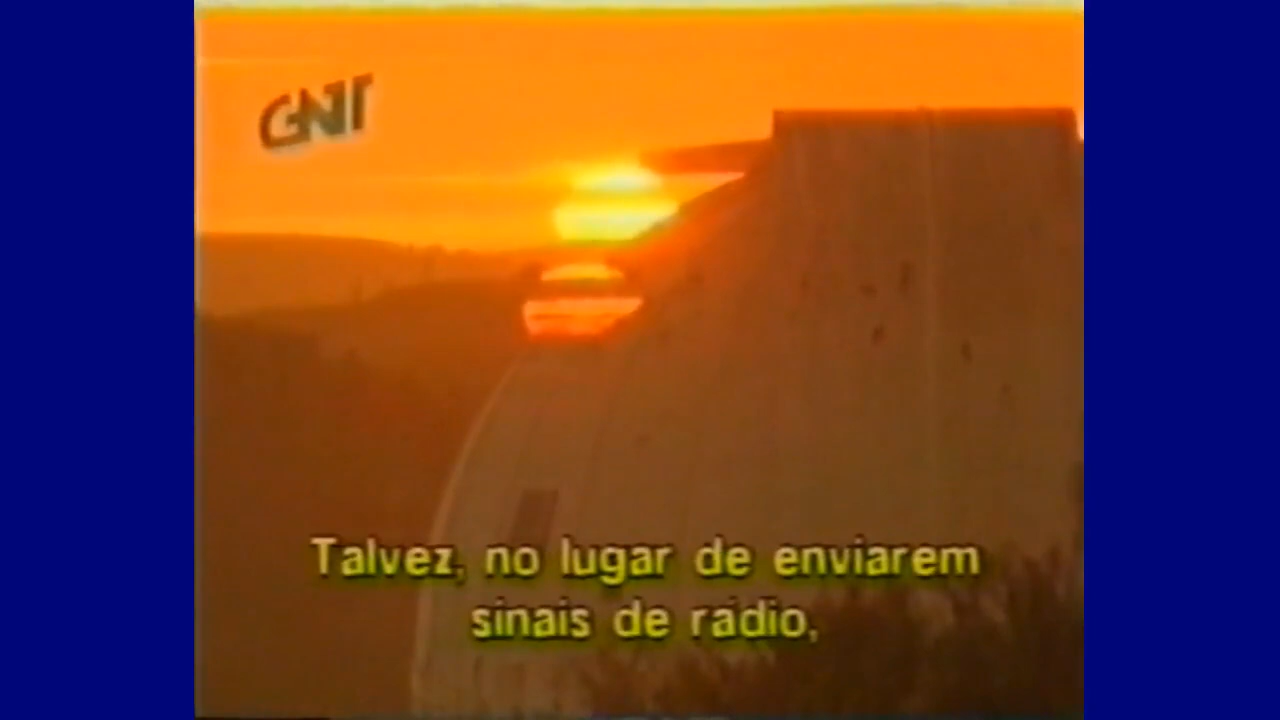 GNT
Talvez, no lugar de enviarem
sinais de rádio,